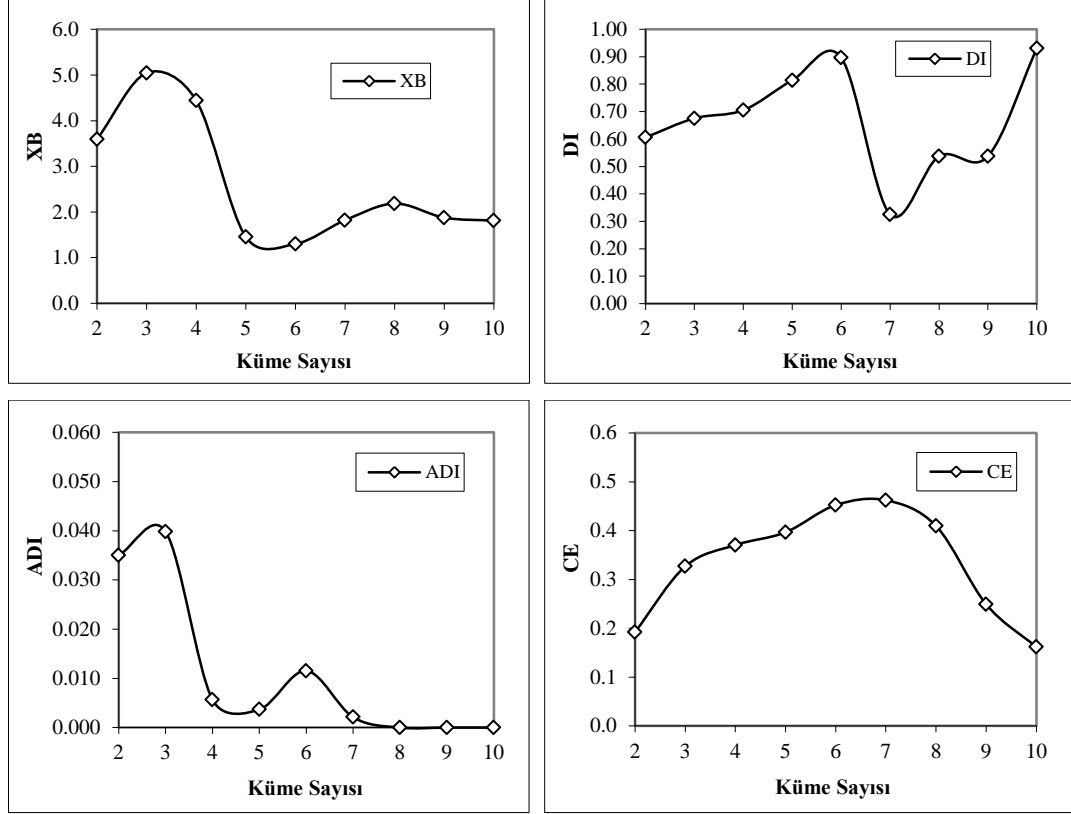 6.0
5.0
4.0
3.0
2.0
1.0
0.0
XB
XB
2 3 4 5 6 7 8 9 10
Küme Sayısı
1.00
0.90
0.80
0.70
0.60
0.50
0.40
0.30
0.20
0.10
0.00
DI
DI
2 3 4 5 6 7 8 9 10
Küme Sayısı
0.060
0.050
0.040
0.030
0.020
0.010
0.000
ADI
ADI
2 3 4 5 6 7 8 9 10
Küme Sayısı
0.6
0.5
0.4
0.3
0.2
0.1
0.0
CE
CE
2 3 4 5 6 7 8 9 10
Küme Sayısı